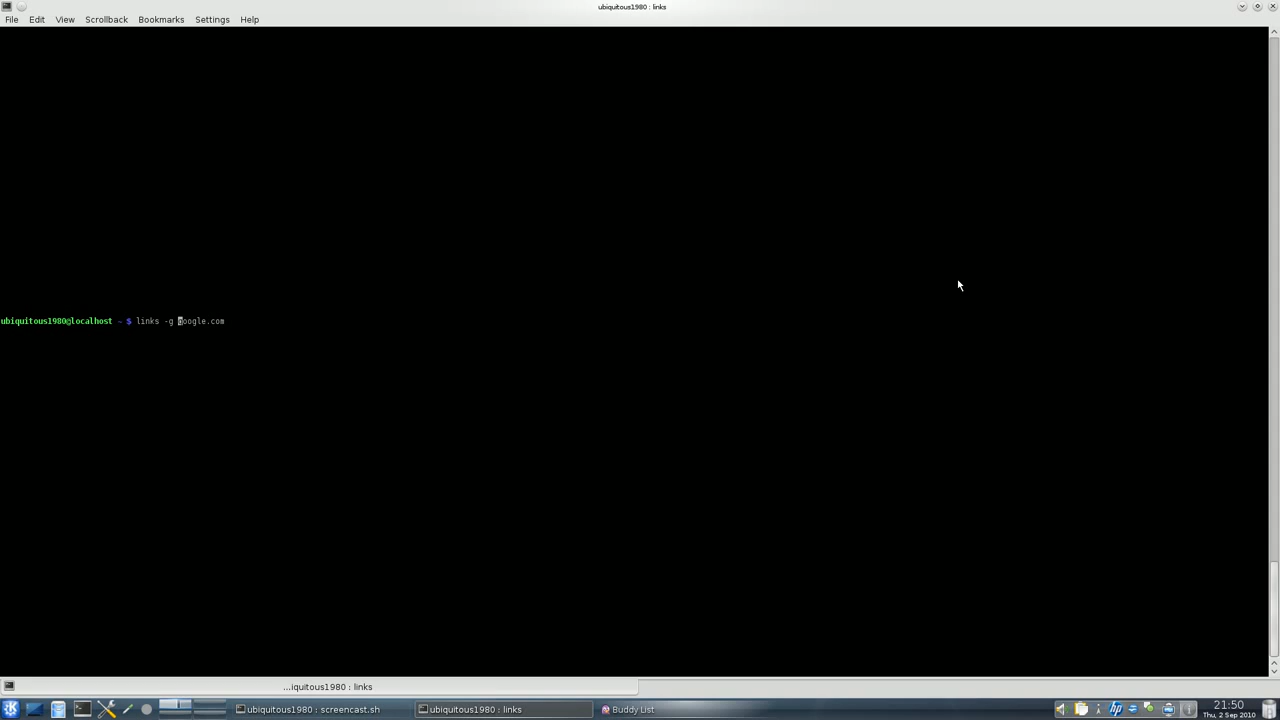 ubiquitous1980 : links
File Edit View Scrollback Bookmarks Settings Help
ubiquitous1980@localhost ~ $ links -g google.com
...iquitous1980 : links
ubiquitous1980 : screencast.sh
ubiquitous1980 : links
Buddy List
21:50
Thu, 2 Sep 2010